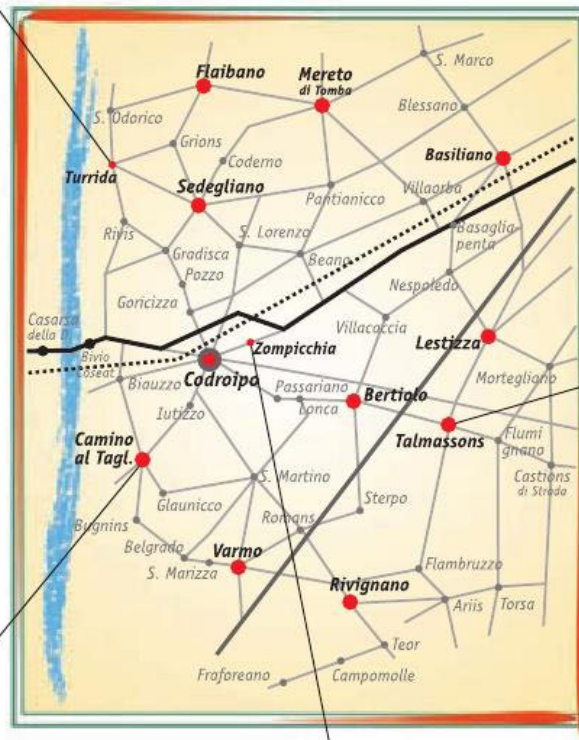 S. Marco
Flaibano
Mereto
di Tomba
Blessano
S. Odorico
Grions
Coderno
Basiliano
Turrida
Sedegliano
Pantianicco
Villaorba
Rivis
S. Lorenzo
Basaglia
penta
Gradisca
Beano
Pozzo
Nespoledo
Goricizza
Casarsa
della D.
Villacaccia
Lestizza
Bivio
Coseat
Zompicchia
Codroipo
Mortegliano
Biauzzo
Passariano
Lonca
Bertiolo
Iutizzo
Talmassons
Flumi
gnano
Camino
al Tagl.
Castions
di Strada
S. Martino
Glaunicco
Sterpo
Bugnins
Romans
Belgrado
Varmo
S. Marizza
Flambruzzo
Rivignano
Ariis
Torsa
Teor
Campomolle
Fraforeano